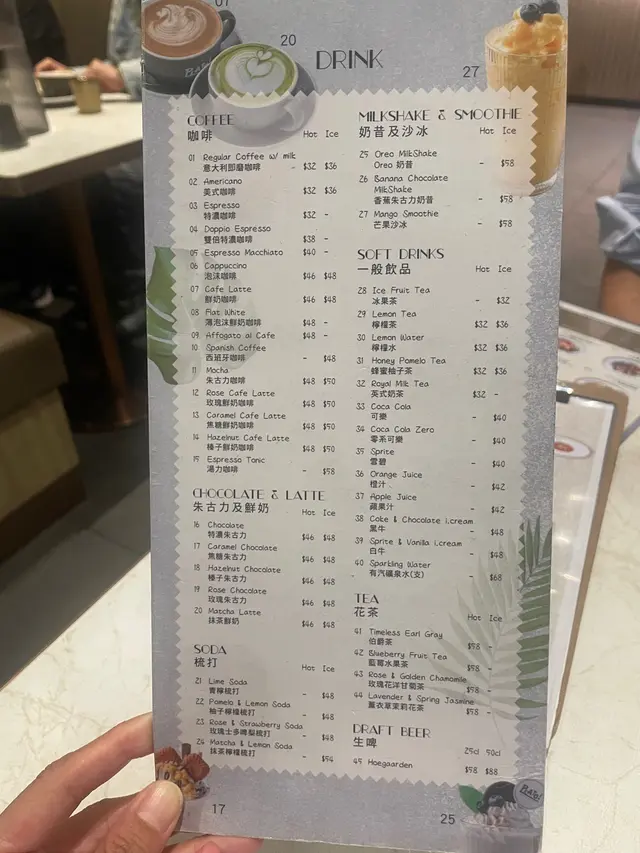 07
20
DRINK
27
COFFEE
咖啡
Hot Ice
01 Regular Coffee w/ milk
意大利即磨咖啡 $32 $36
02 Americano
美式咖啡 $32 $36
03 Espresso
特濃咖啡 $32 -
04 Doppio Espresso
雙倍特濃咖啡 $38 -
05 Espresso Macchiato $40 -
06 Cappuccino
泡沫咖啡 $46 $48
07 Cafe Latte
鮮奶咖啡 $46 $48
08 Flat White
薄泡沫鮮奶咖啡 $48 -
09 Affogato al Cafe $48 -
10 Spanish Coffee
西班牙咖啡 - $48
11 Mocha
朱古力咖啡 $48 $50
12 Rose Cafe Latte
玫瑰鮮奶咖啡 $48 $50
13 Caramel Cafe Latte
焦糖鮮奶咖啡 $48 $50
14 Hazelnut Cafe Latte
榛子鮮奶咖啡 $48 $50
15 Espresso Tonic
湯力咖啡 - $58
CHOCOLATE & LATTE
朱古力及鮮奶
Hot Ice
16 Chocolate
特濃朱古力 $46 $48
17 Caramel Chocolate
焦糖朱古力 $46 $48
18 Hazelnut Chocolate
榛子朱古力 $46 $48
19 Rose Chocolate
玫瑰朱古力 $46 $48
20 Matcha Latte
抹茶鮮奶 $46 $48
SODA
梳打
Hot Ice
21 Lime Soda
青檸梳打 - $48
22 Pomelo & Lemon Soda
柚子檸檬梳打 - $48
23 Rose & Strawberry Soda
玫瑰士多啤梨梳打 - $48
24 Matcha & Lemon Soda
抹茶檸檬梳打 - $54
MILKSHAKE & SMOOTHIE
奶昔及沙冰
Hot Ice
25 Oreo MilkShake
Oreo 奶昔 - $58
26 Banana Chocolate
MilkShake
香蕉朱古力奶昔 - $58
27 Mango Smoothie
芒果沙冰 - $58
SOFT DRINKS
一般飲品
Hot Ice
28 Ice Fruit Tea
冰果茶 - $32
29 Lemon Tea
檸檬茶 $32 $36
30 Lemon Water
檸檬水 $32 $36
31 Honey Pomelo Tea
蜂蜜柚子茶 $32 $36
32 Royal Milk Tea
英式奶茶 $32 -
33 Coca Cola
可樂 - $40
34 Coca Cola Zero
零系可樂 - $40
35 Sprite
雪碧 - $40
36 Orange Juice
橙汁 - $42
37 Apple Juice
蘋果汁 - $42
38 Coke & Chocolate i.cream
黑牛 - $48
39 Sprite & Vanilla i.cream
白牛 - $48
40 Sparkling Water
有汽礦泉水(支) - $68
TEA
花茶
Hot Ice
41 Timeless Earl Gray
伯爵茶 $58 -
42 Blueberry Fruit Tea
藍莓水果茶 $58 -
43 Rose & Golden Chamomile
玫瑰花洋甘菊茶 $58 -
44 Lavender & Spring Jasmine
薰衣草茉莉花茶 $58 -
DRAFT BEER
生啤
25cl 50cl
45 Hoegaarden $58 $88
17
25